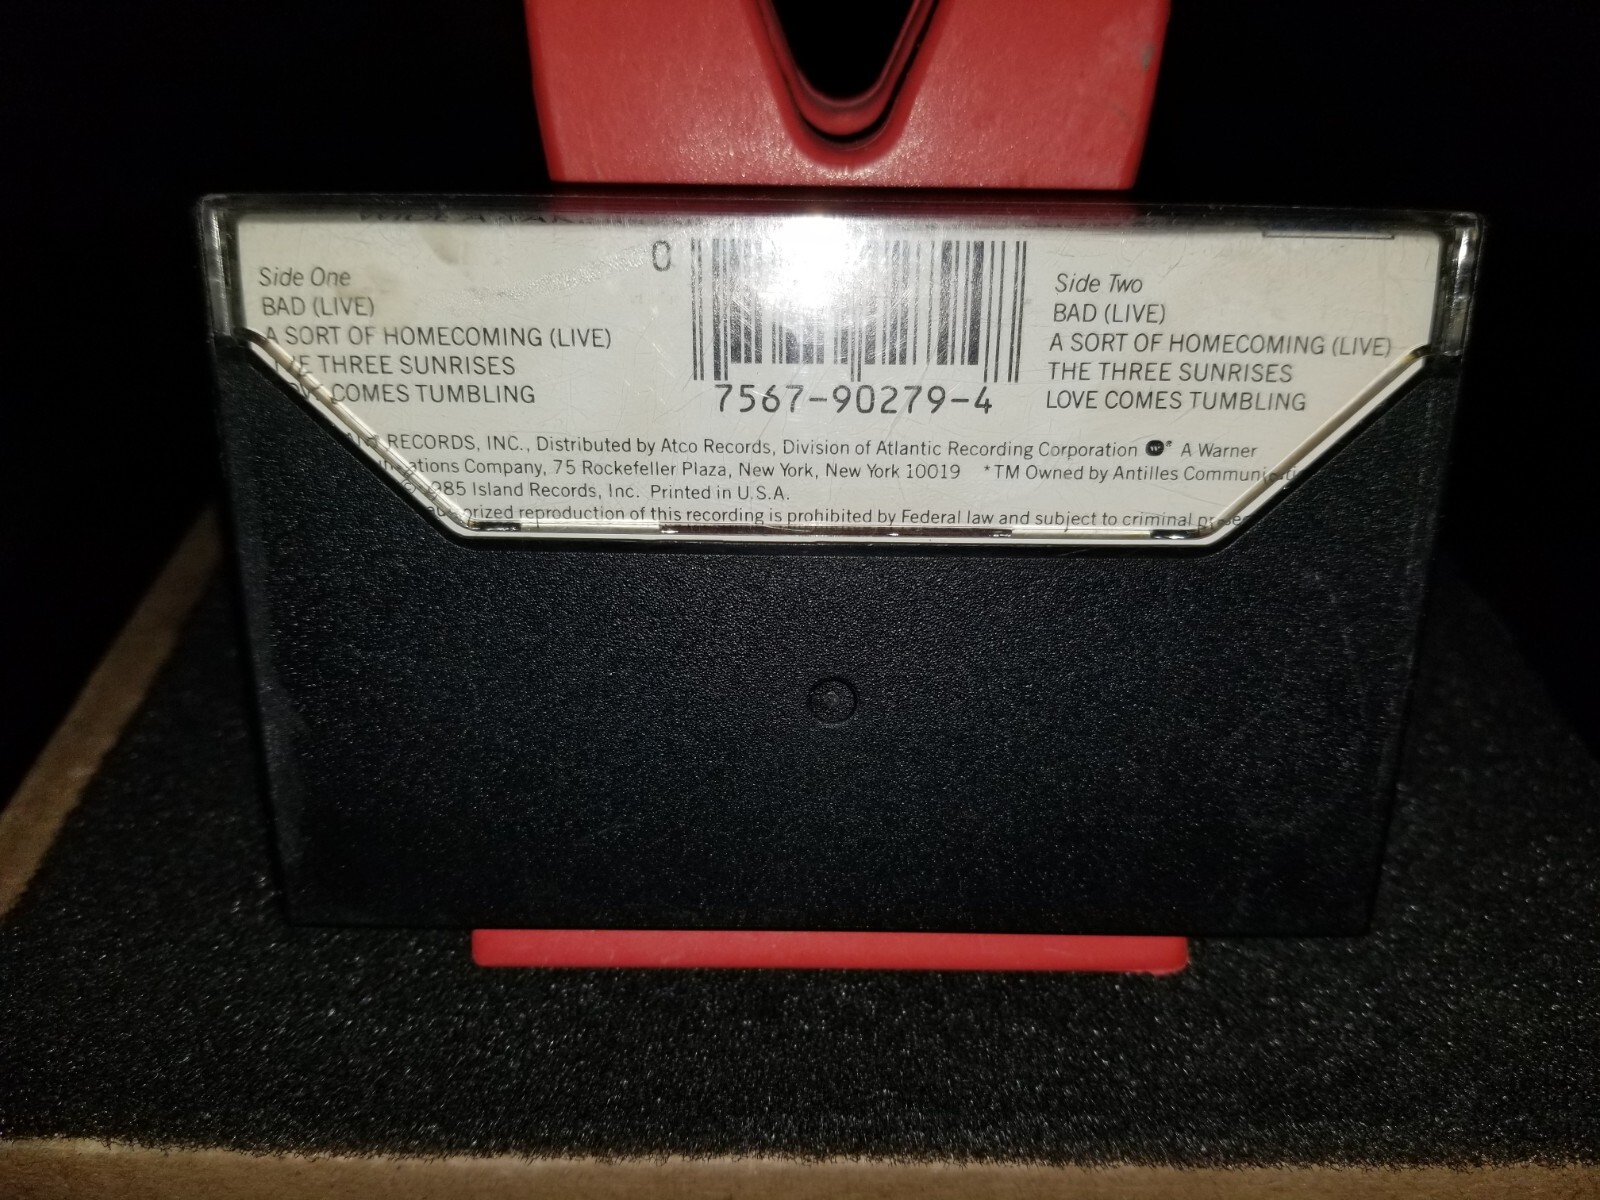 0
7567-90279-4
Side One
BAD (LIVE)
A SORT OF HOMECOMING (LIVE)
THREE SUNRISES
COMES TUMBLING
Side Two
BAD (LIVE)
A SORT OF HOMECOMING (LIVE)
THE THREE SUNRISES
LOVE COMES TUMBLING
RECORDS, INC., Distributed by Atco Records, Division of Atlantic Recording Corporation w* A Warner
Company, 75 Rockefeller Plaza, New York, New York 10019 *TM Owned by Antilles
Island Records, Inc. Printed in U.S.A.
reproduction of this recording is prohibited by Federal law and subject to criminal